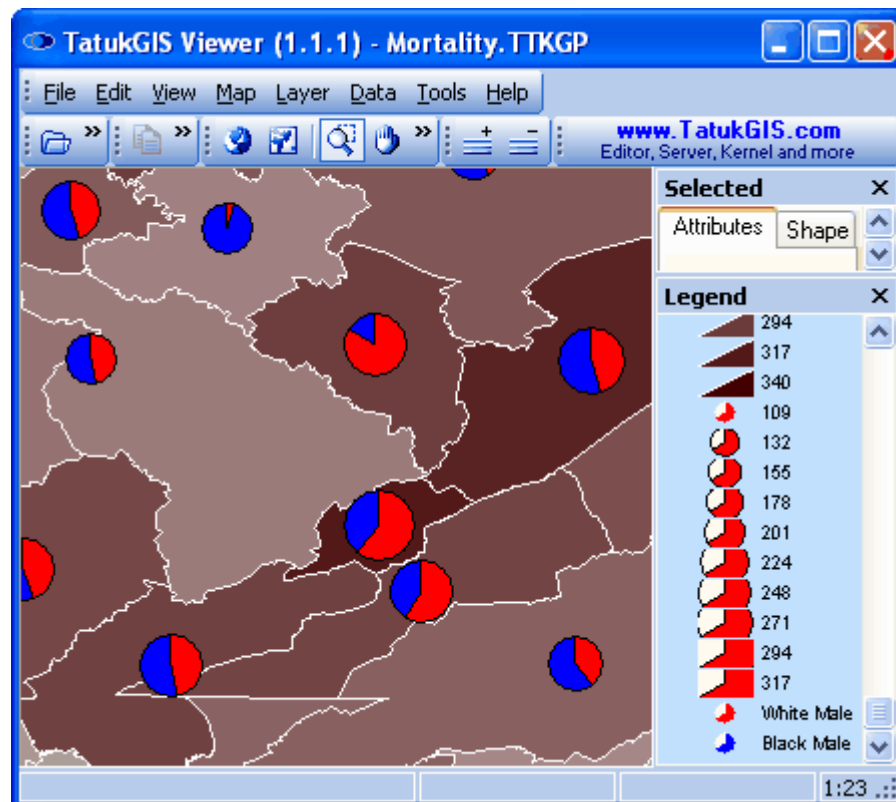 TatukGIS Viewer (1.1.1) - Mortality.TTKGP
File Edit View Map Layer Data Tools Help
www.TatukGIS.com
Editor, Server, Kernel and more
Selected
Attributes Shape
Legend
294
317
340
109
132
155
178
201
224
248
271
294
317
White Male
Black Male
1:23